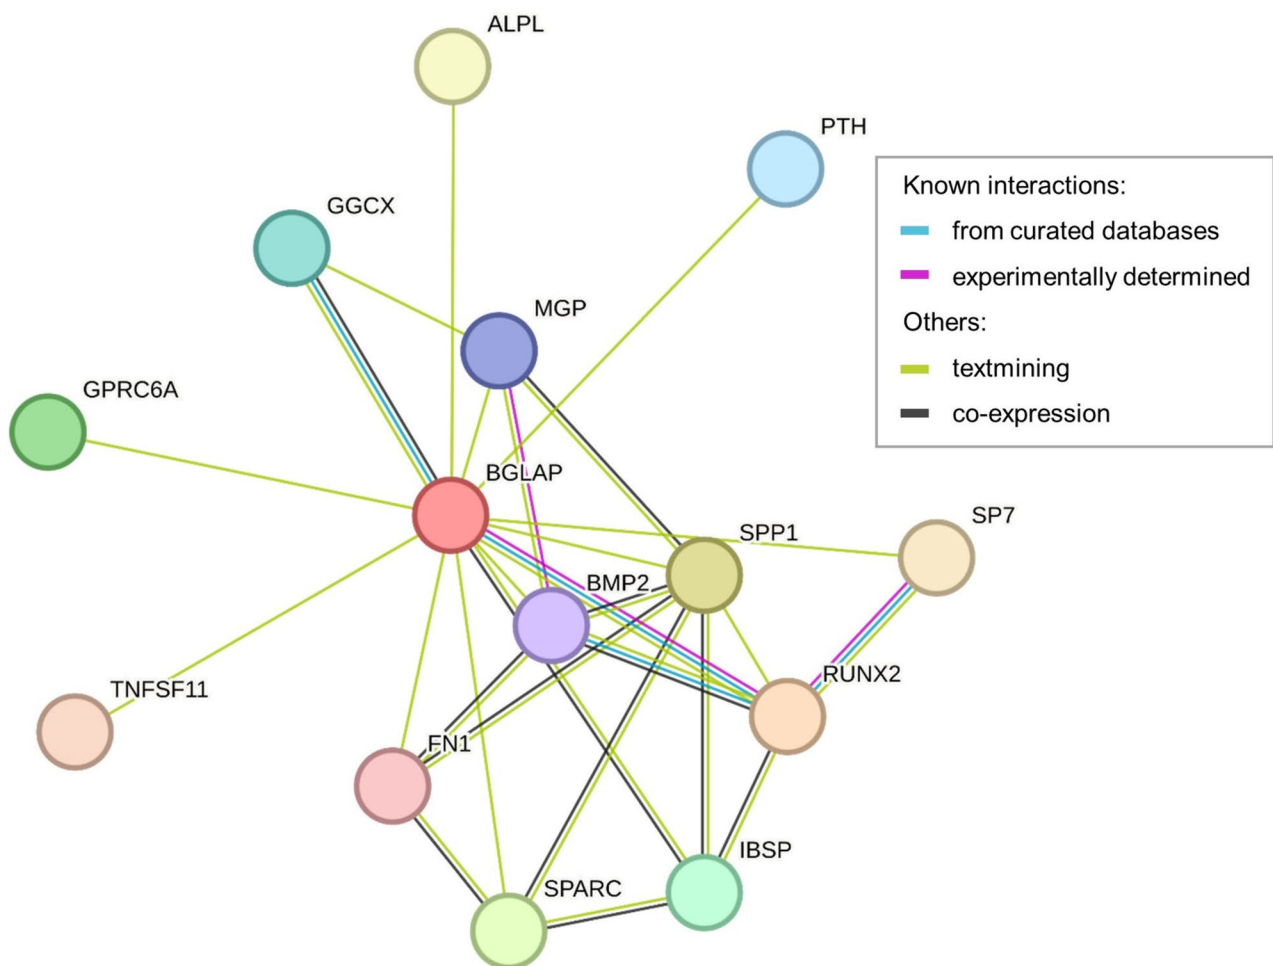 ALPL
PTH
GGCX
MGP
GPRC6A
BGLAP
SP7
SPP1
BMP2
RUNX2
TNFSF11
FN1
IBSP
SPARC
Known interactions:
from curated databases
experimentally determined
Others:
textmining
co-expression